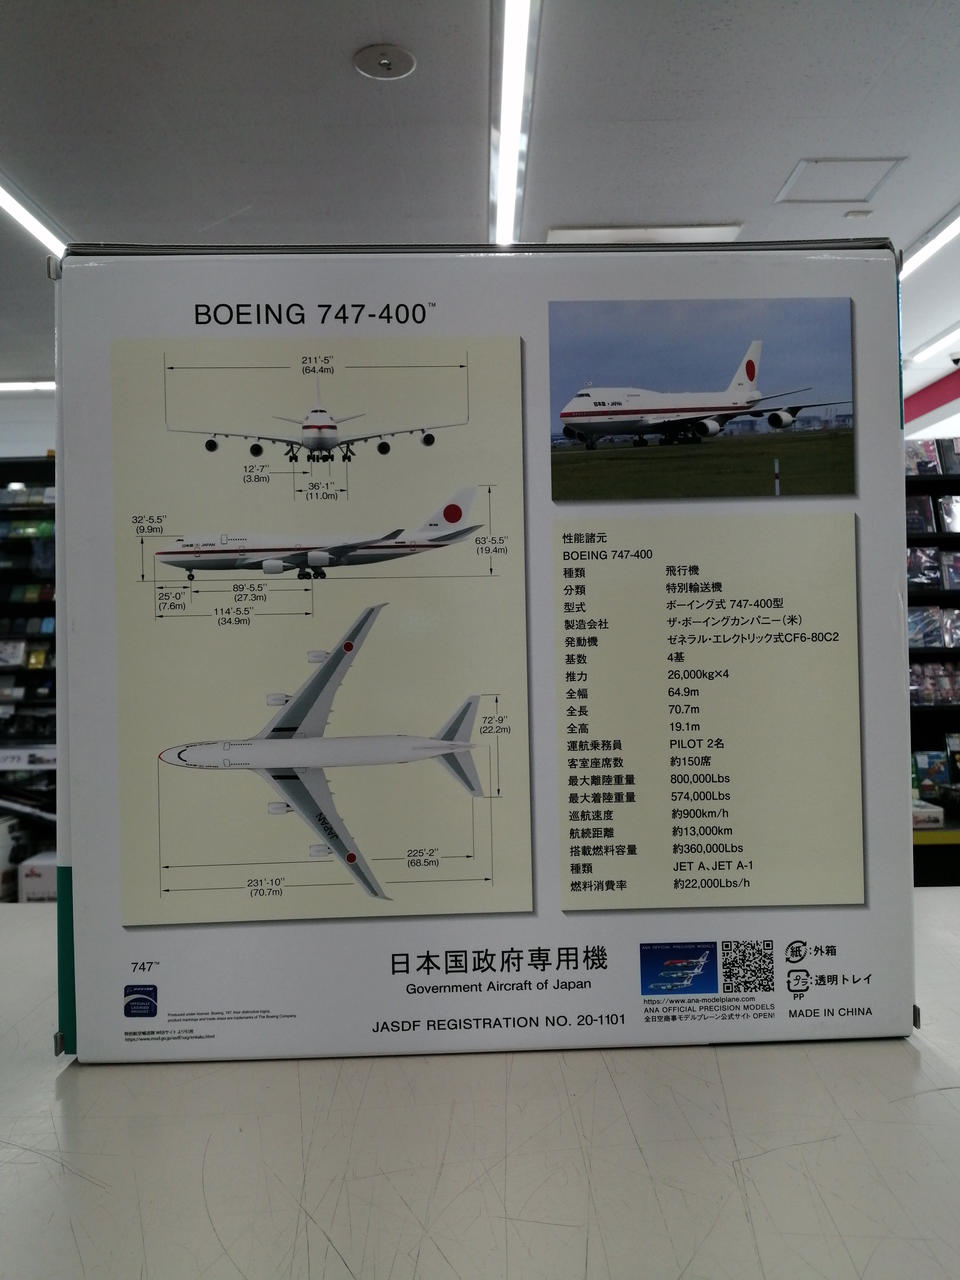 BOEING 747-400™
211'-5"
(64.4m)
12'-7"
(3.8m)
36'-1"
(11.0m)
32'-5.5"
(9.9m)
63'-5.5"
(19.4m)
25'-0"
(7.6m)
89'-5.5"
(27.3m)
114'-5.5"
(34.9m)
72'-9"
(22.2m)
JAPAN
225'-2"
(68.5m)
231'-10"
(70.7m)
日本国 JAPAN
性能諸元
BOEING 747-400
種類 飛行機
分類 特別輸送機
型式 ボーイング式 747-400型
製造会社 ザ・ボーイングカンパニー(米)
発動機 ゼネラル・エレクトリック式CF6-80C2
基数 4基
推力 26,000kg×4
全幅 64.9m
全長 70.7m
全高 19.1m
運航乗務員 PILOT 2名
客室座席数 約150席
最大離陸重量 800,000Lbs
最大着陸重量 574,000Lbs
巡航速度 約900km/h
航続距離 約13,000km
搭載燃料容量 約360,000Lbs
種類 JET A、JET A-1
燃料消費率 約22,000Lbs/h
747™
BOEING
OFFICIALLY
LICENSED
PRODUCT
日本国政府専用機
Government Aircraft of Japan
JASDF REGISTRATION NO. 20-1101
ANA OFFICIAL PRECISION MODELS
https://www.ana-modelplane.com
ANA OFFICIAL PRECISION MODELS
全日空商事モデルプレーン公式サイト OPEN!
紙:外箱
プラ:透明トレイ
PP
MADE IN CHINA